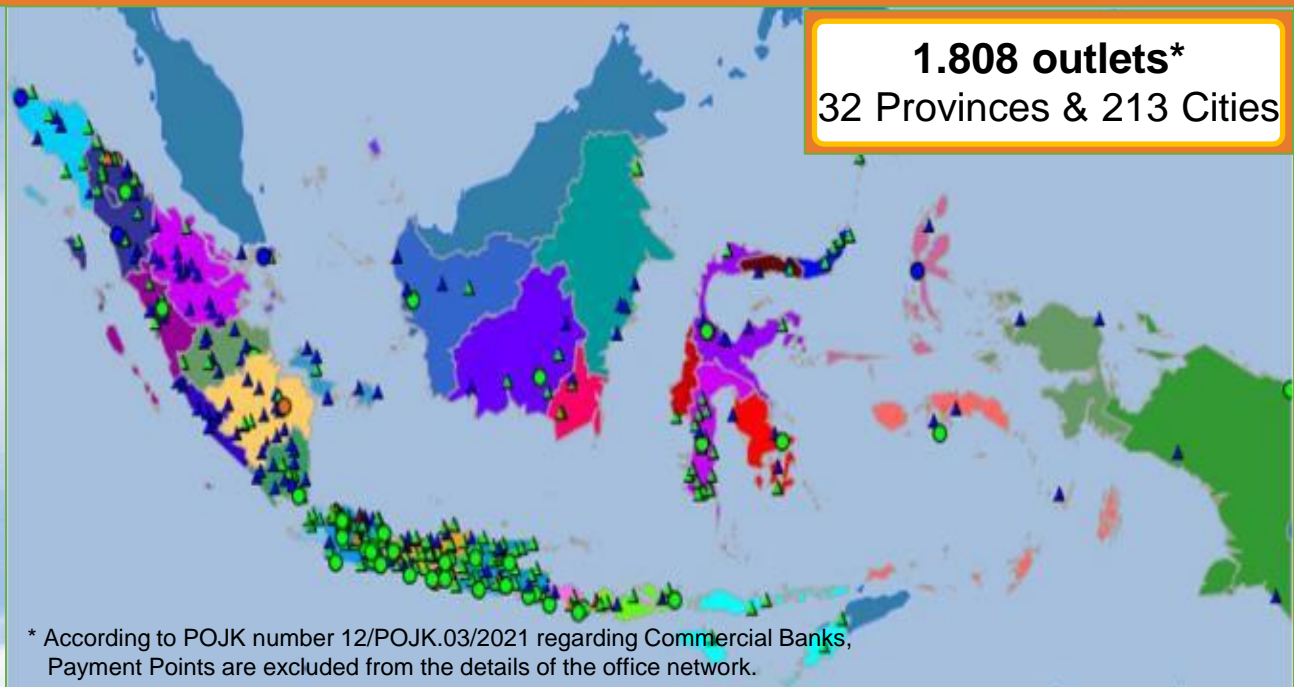 1.808 outlets*
32 Provinces & 213 Cities
* According to POJK number 12/POJK.03/2021 regarding Commercial Banks,
Payment Points are excluded from the details of the office network.